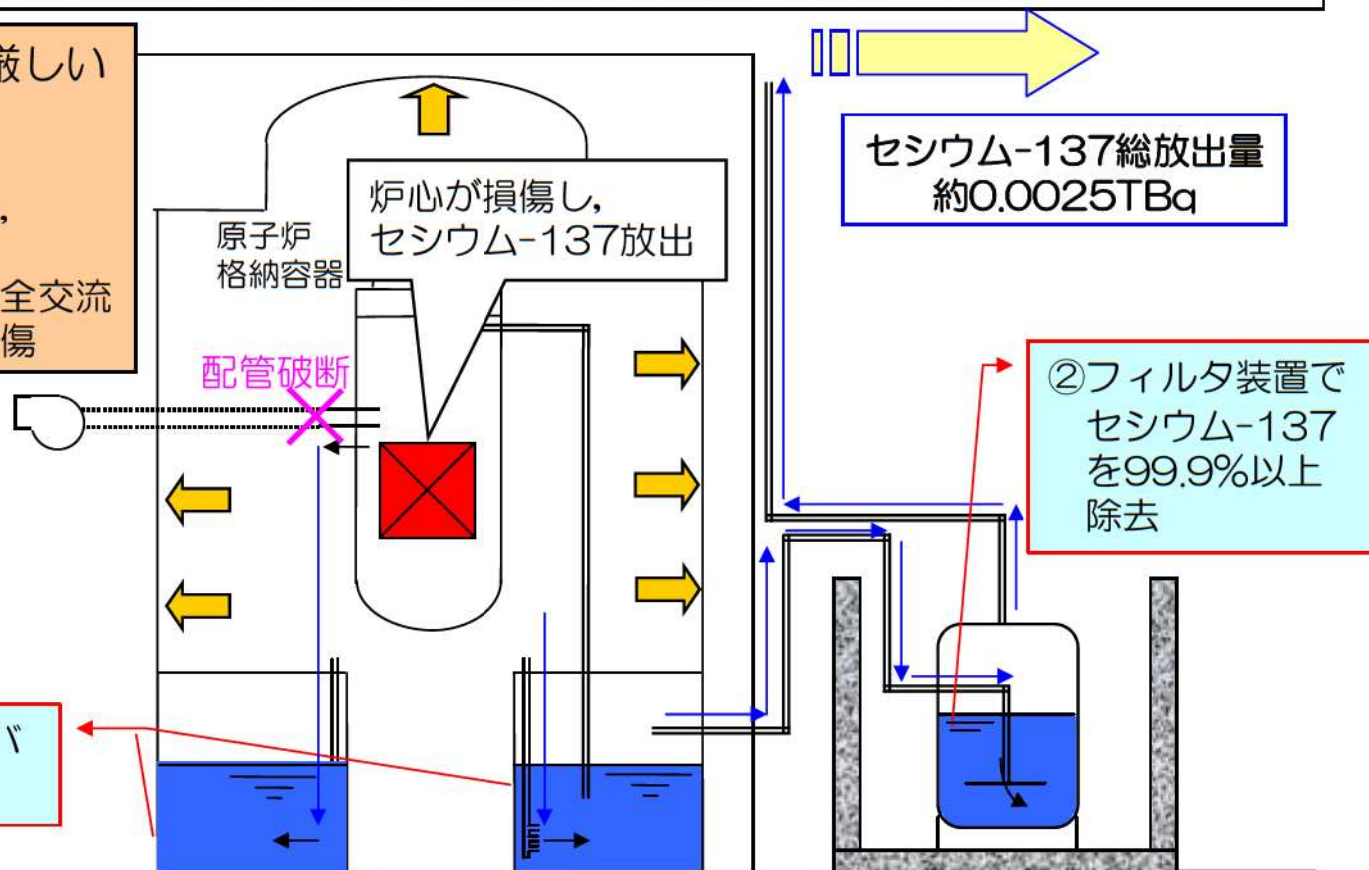 厳しい
，
全交流
傷
原子炉
格納容器
炉心が損傷し，
セシウム-137放出
配管破断
セシウム-137総放出量
約0.0025TBq
②フィルタ装置で
セシウム-137
を99.9%以上
除去
バ